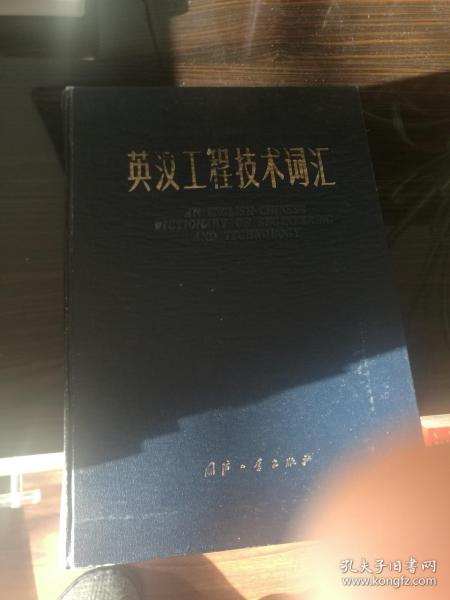 英汉工程技术词汇
AN ENGLISH-CHINESE
DICTIONARY OF ENGINEERING
AND TECHNOLOGY
国防工业出版社
孔夫子旧书网
www.kongfz.com